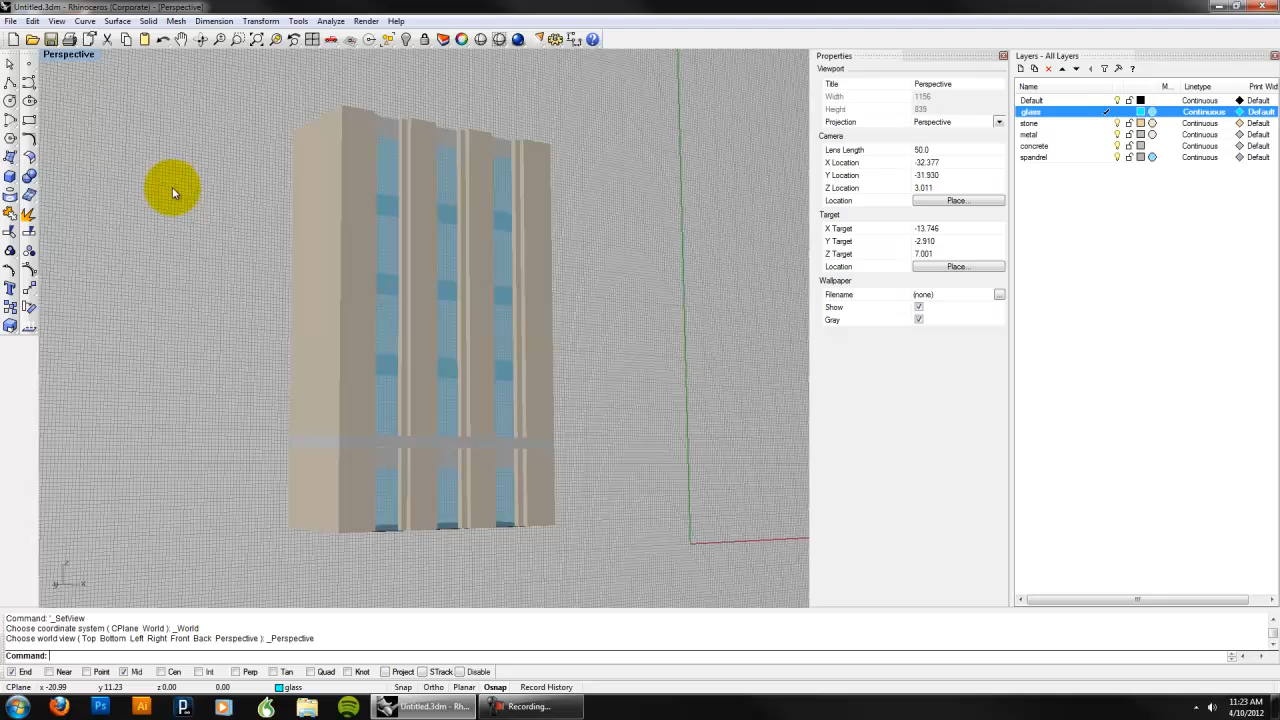 Untitled.3dm - Rhinoceros (Corporate) - [Perspective]
File Edit View Curve Surface Solid Mesh Dimension Transform Tools Analyze Render Help
Perspective
Properties
Viewport
Title Perspective
Width 1156
Height 839
Projection Perspective
Camera
Lens Length 50.0
X Location -32.377
Y Location -31.930
Z Location 3.011
Location Place...
Target
X Target -13.746
Y Target -2.910
Z Target 7.001
Location Place...
Wallpaper
Filename (none) ...
Show
Gray
Layers - All Layers
Name M... Linetype Print Wid
Default Continuous Default
glass Continuous Default
stone Continuous Default
metal Continuous Default
concrete Continuous Default
spandrel Continuous Default
z
y x
Command: '_SetView
Choose coordinate system ( CPlane World ): _World
Choose world view ( Top Bottom Left Right Front Back Perspective ): _Perspective
Command:
End Near Point Mid Cen Int Perp Tan Quad Knot Project STrack Disable
CPlane x -20.99 y 11.23 z 0.00 0.00 glass Snap Ortho Planar Osnap Record History
Ps Ai P Untitled.3dm - Rh... Recording...
11:23 AM
4/10/2012